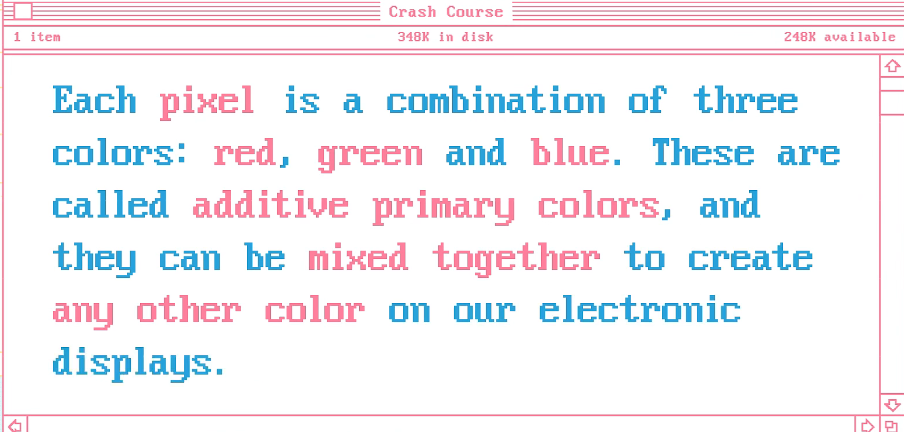 Crash Course
1 item 348K in disk 248K available
Each pixel is a combination of three
colors: red, green and blue. These are
called additive primary colors, and
they can be mixed together to create
any other color on our electronic
displays.